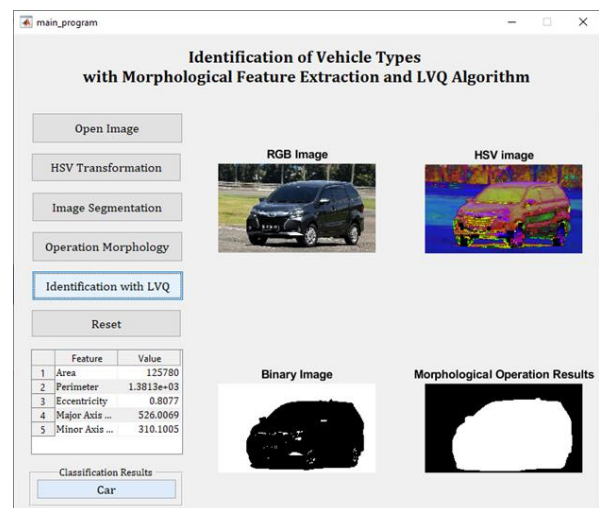 main_program
Identification of Vehicle Types
with Morphological Feature Extraction and LVQ Algorithm
Open Image
HSV Transformation
Image Segmentation
Operation Morphology
Identification with LVQ
Reset
RGB Image
HSV image
Binary Image
Morphological Operation Results
Feature Value
1 Area 125780
2 Perimeter 1.3813e+03
3 Eccentricity 0.8077
4 Major Axis ... 526.0069
5 Minor Axis ... 310.1005
Classification Results
Car